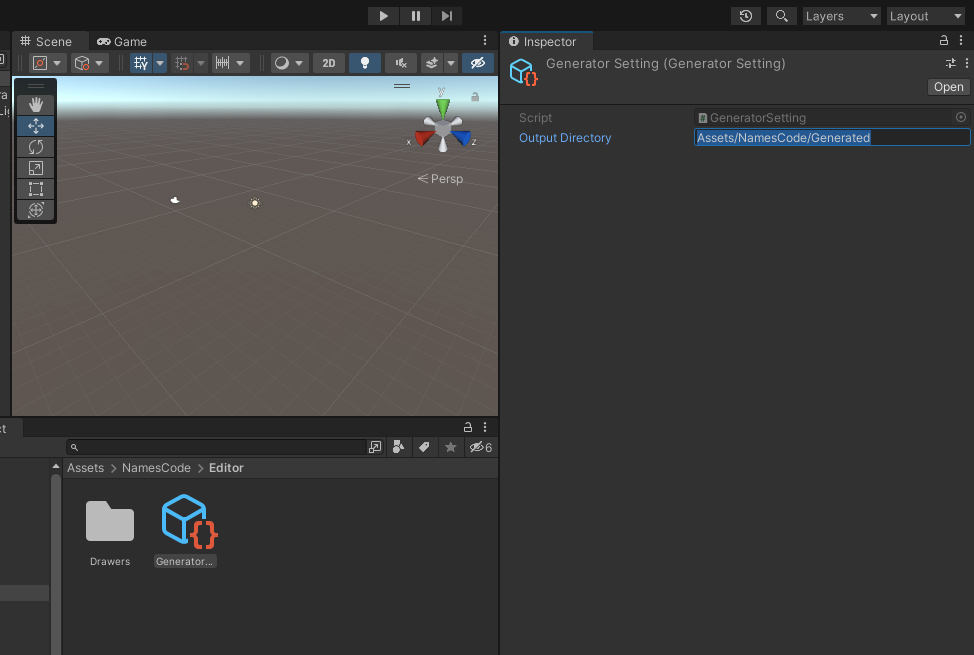 Layers
Layout
Scene
Game
2D
y
x
z
Persp
Inspector
Generator Setting (Generator Setting)
Open
Script
GeneratorSetting
Output Directory
Assets/NamesCode/Generated
6
Assets > NamesCode > Editor
Drawers
Generator...